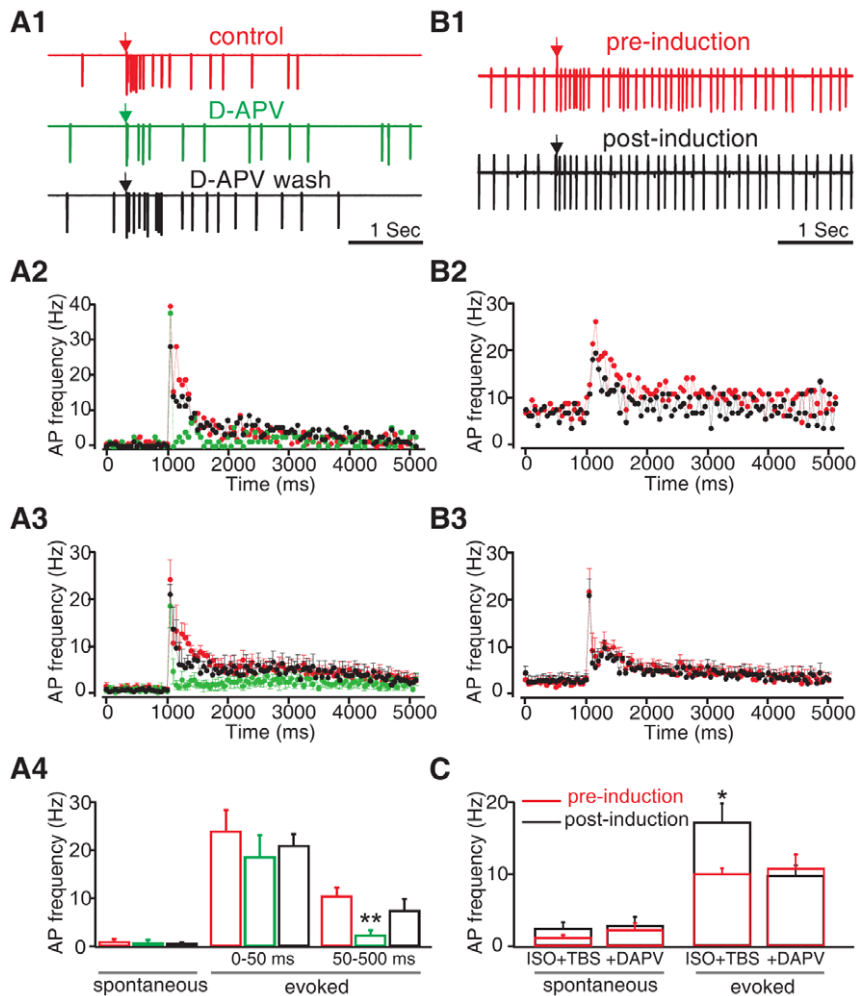 A1
control
D-APV
D-APV wash
1 Sec
B1
pre-induction
post-induction
1 Sec
A2
AP frequency (Hz)
40
30
20
10
0
0 1000 2000 3000 4000 5000
Time (ms)
B2
AP frequency (Hz)
30
20
10
0
0 1000 2000 3000 4000 5000
Time (ms)
A3
AP frequency (Hz)
30
20
10
0
0 1000 2000 3000 4000 5000
Time (ms)
B3
AP frequency (Hz)
30
20
10
0
0 1000 2000 3000 4000 5000
Time (ms)
A4
AP frequency (Hz)
30
20
10
0
**
0-50 ms 50-500 ms
spontaneous evoked
C
AP frequency (Hz)
20
10
0
pre-induction
post-induction
*
ISO+TBS +DAPV ISO+TBS +DAPV
spontaneous evoked